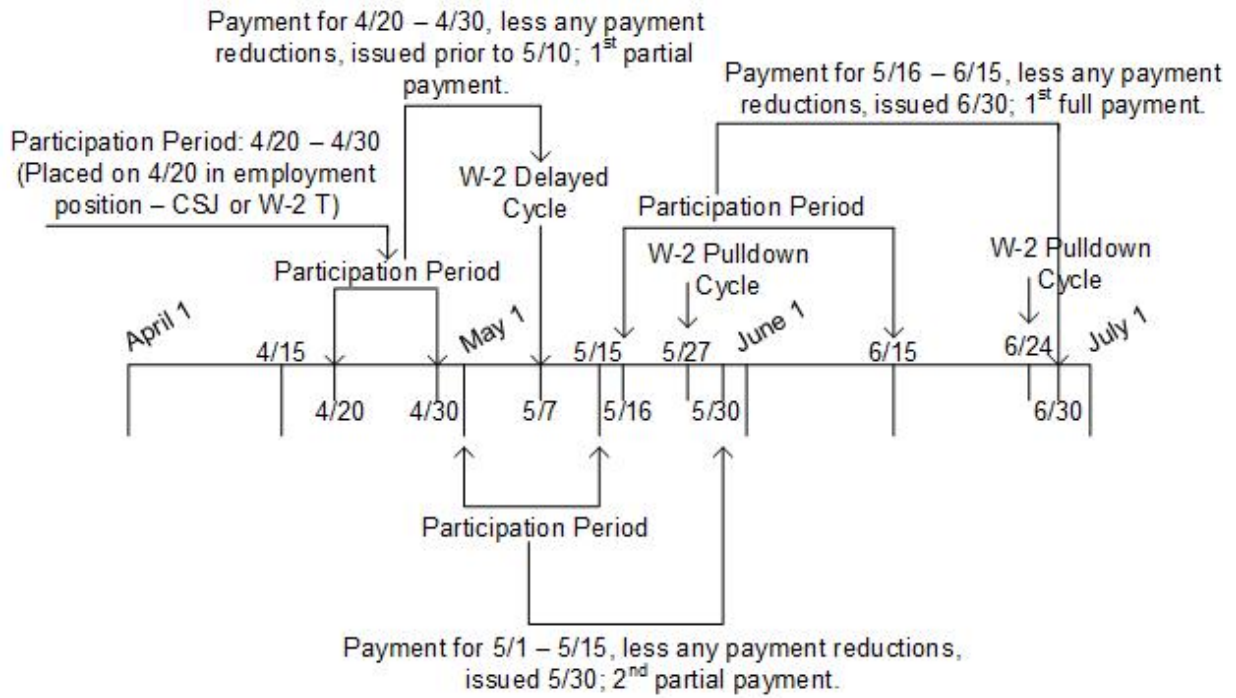 Payment for 4/20 – 4/30, less any payment
reductions, issued prior to 5/10; 1st partial
payment.
Payment for 5/16 – 6/15, less any payment
reductions, issued 6/30; 1st full payment.
Participation Period: 4/20 – 4/30
(Placed on 4/20 in employment
position – CSJ or W-2 T)
W-2 Delayed
Cycle
Participation Period
Participation Period
W-2 Pulldown
Cycle
W-2 Pulldown
Cycle
April 1
May 1
June 1
July 1
4/15
5/15
5/27
6/15
6/24
4/20
4/30
5/7
5/16
5/30
6/30
Participation Period
Payment for 5/1 – 5/15, less any payment reductions,
issued 5/30; 2nd partial payment.